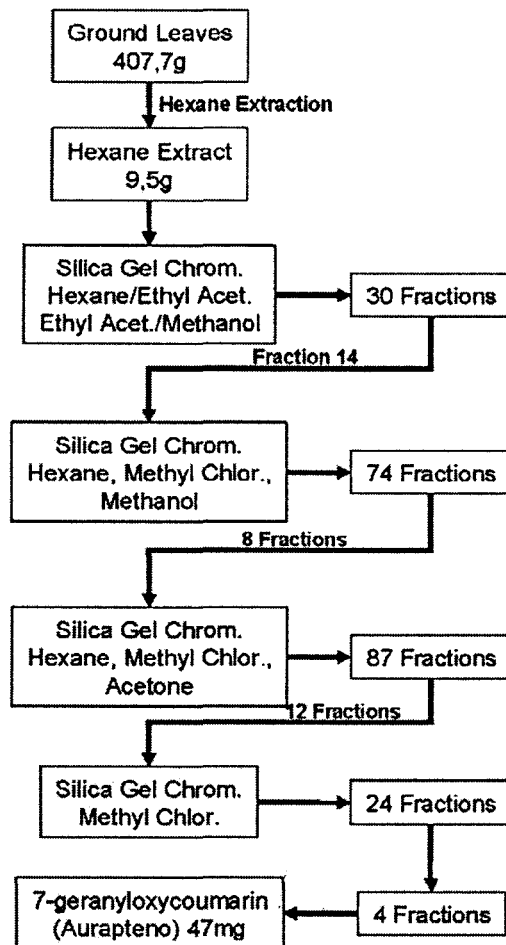 Ground Leaves
407,7g
Hexane Extraction
Hexane Extract
9,5g
Silica Gel Chrom.
Hexane/Ethyl Acet.
Ethyl Acet./Methanol
30 Fractions
Fraction 14
Silica Gel Chrom.
Hexane, Methyl Chlor.,
Methanol
74 Fractions
8 Fractions
Silica Gel Chrom.
Hexane, Methyl Chlor.,
Acetone
87 Fractions
12 Fractions
Silica Gel Chrom.
Methyl Chlor.
24 Fractions
4 Fractions
7-geranyloxycoumarin
(Aurapteno) 47mg